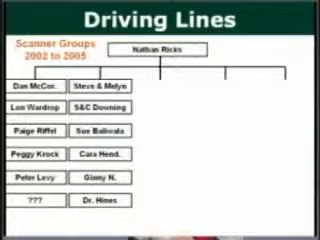 Driving Lines
Scanner Groups
2002 to 2005
Nathan Ricks
Dan McCor. Steve & Melyn
Lon Wardrop S&C Downing
Paige Riffel Sue Baliwala
Peggy Krock Cara Hend.
Peter Levy Ginny N.
??? Dr. Hines